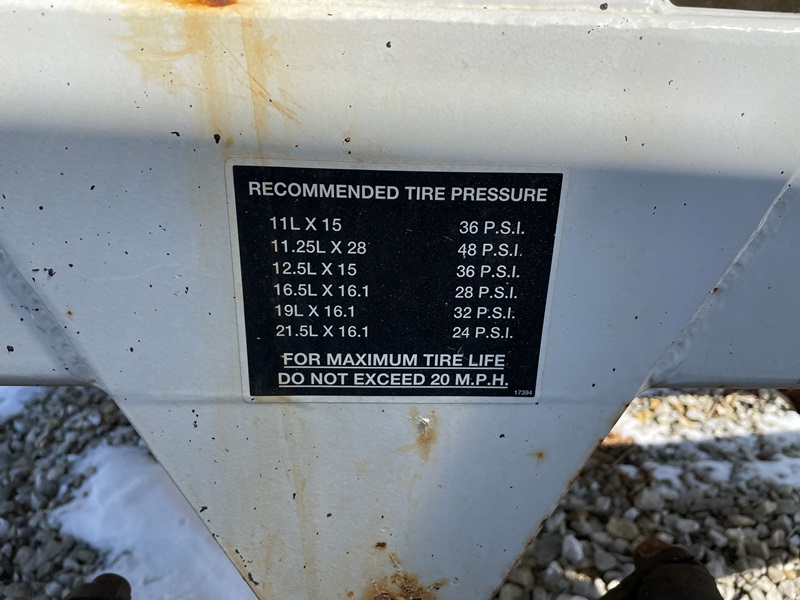 RECOMMENDED TIRE PRESSURE
11L X 15 36 P.S.I.
11.25L X 28 48 P.S.I.
12.5L X 15 36 P.S.I.
16.5L X 16.1 28 P.S.I.
19L X 16.1 32 P.S.I.
21.5L X 16.1 24 P.S.I.
FOR MAXIMUM TIRE LIFE
DO NOT EXCEED 20 M.P.H.
17394